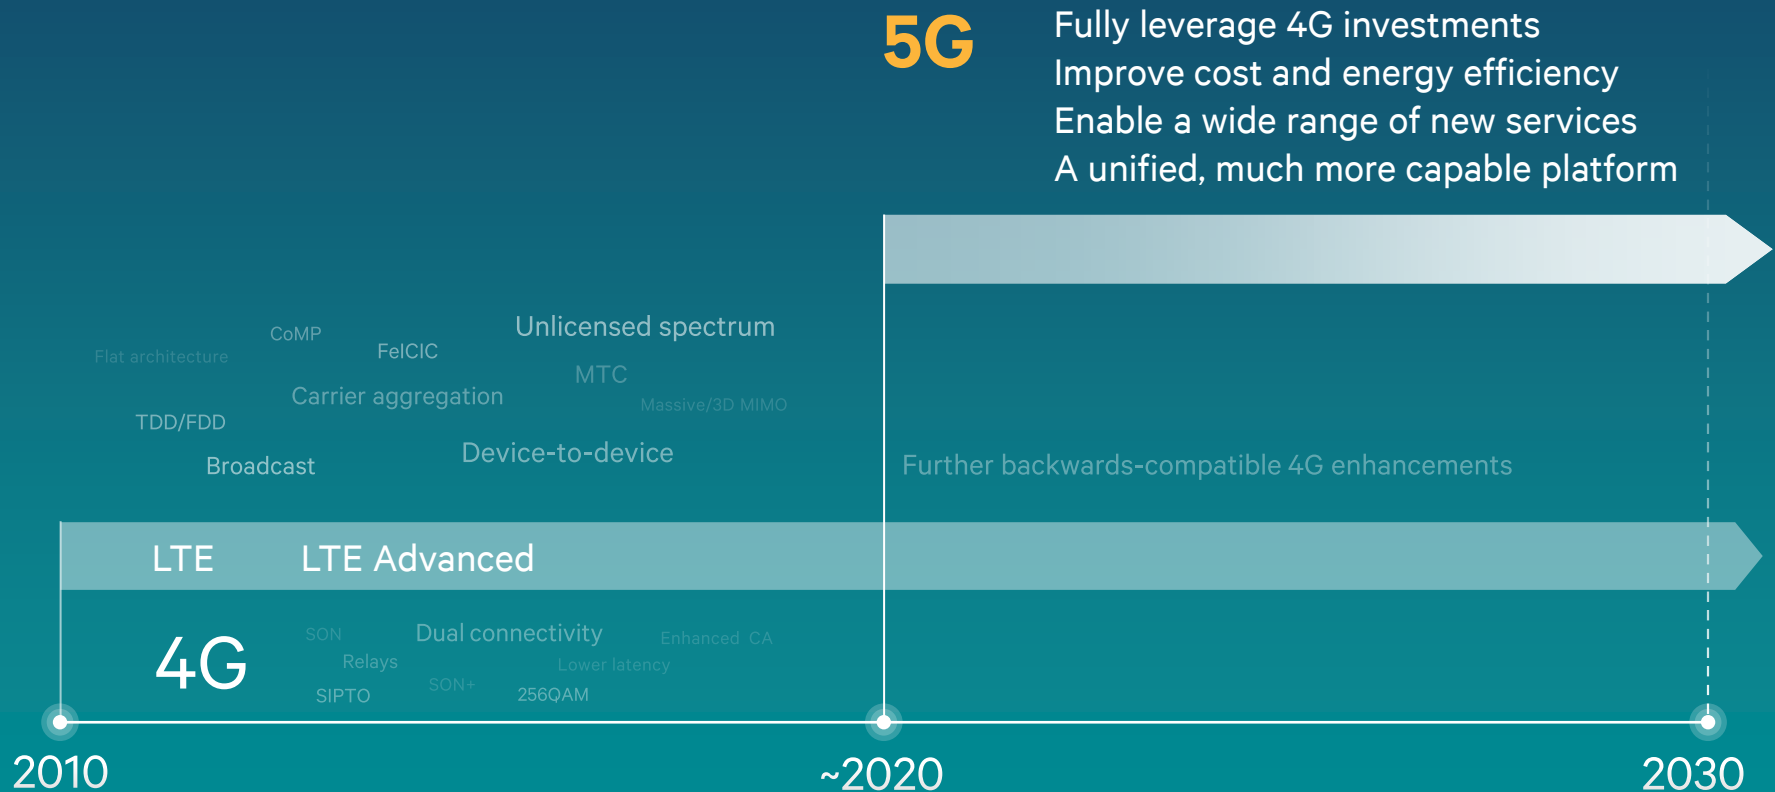 5G
Fully leverage 4G investments
Improve cost and energy efficiency
Enable a wide range of new services
A unified, much more capable platform
Unlicensed spectrum
CoMP
FeICIC
Flat architecture
MTC
Carrier aggregation
Massive/3D MIMO
TDD/FDD
Device-to-device
Broadcast
Further backwards-compatible 4G enhancements
LTE
LTE Advanced
4G
SON
Dual connectivity
Enhanced CA
Relays
Lower latency
SON+
SIPTO
256QAM
2010
~2020
2030